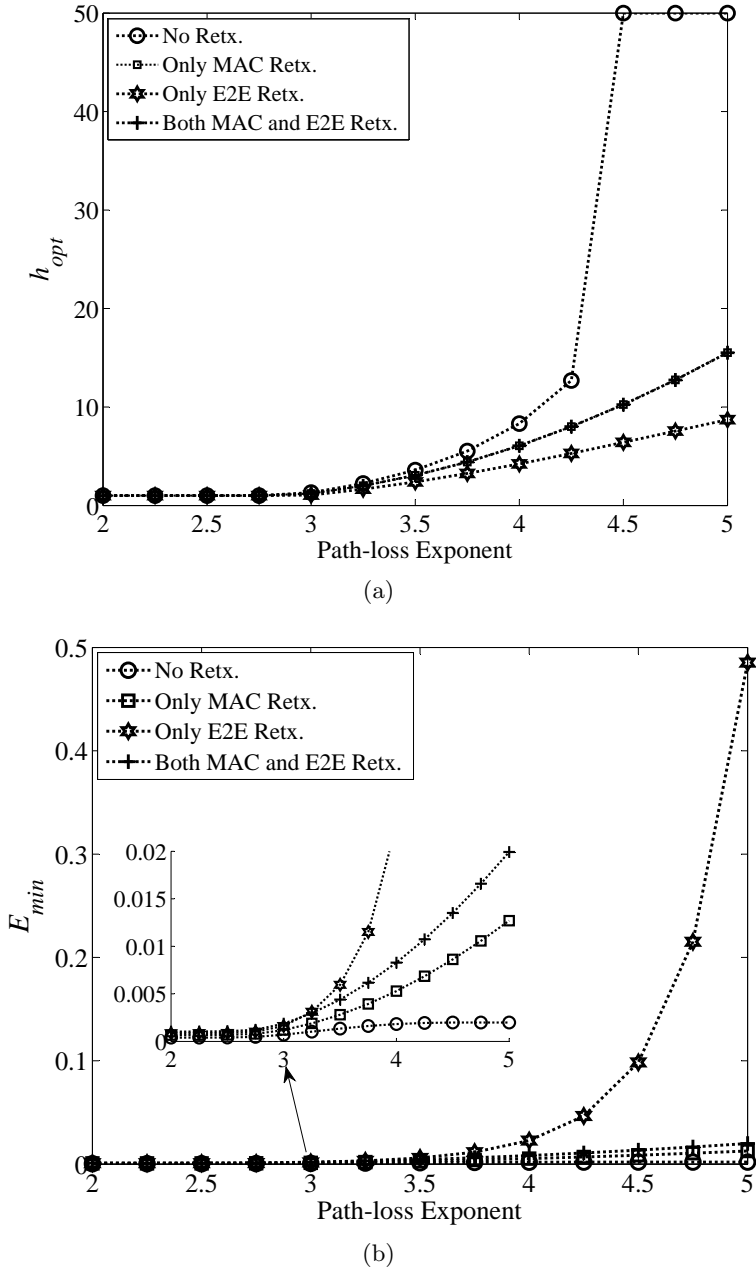 50
No Retx.
Only MAC Retx.
Only E2E Retx.
Both MAC and E2E Retx.
40
30
20
10
0
h_opt
2 2.5 3 3.5 4 4.5 5
Path-loss Exponent
(a)
0.5
No Retx.
Only MAC Retx.
Only E2E Retx.
Both MAC and E2E Retx.
0.4
0.3
0.2
0.1
0
E_min
0.02
0.015
0.01
0.005
0
2 3 4 5
2 2.5 3 3.5 4 4.5 5
Path-loss Exponent
(b)